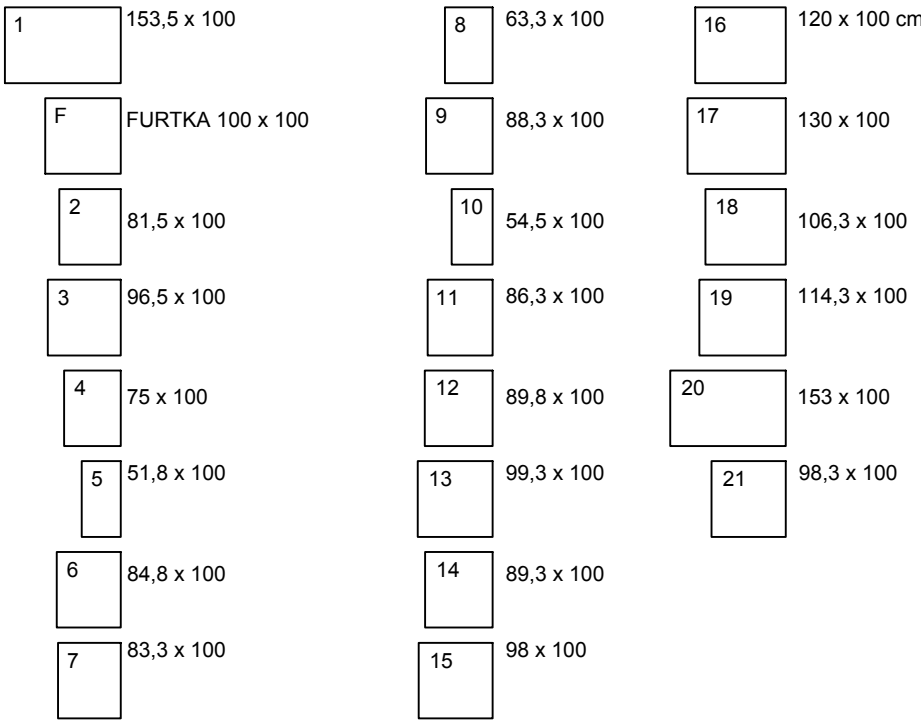 1 153,5 x 100
F FURTKA 100 x 100
2 81,5 x 100
3 96,5 x 100
4 75 x 100
5 51,8 x 100
6 84,8 x 100
7 83,3 x 100
8 63,3 x 100
9 88,3 x 100
10 54,5 x 100
11 86,3 x 100
12 89,8 x 100
13 99,3 x 100
14 89,3 x 100
15 98 x 100
16 120 x 100 cm
17 130 x 100
18 106,3 x 100
19 114,3 x 100
20 153 x 100
21 98,3 x 100